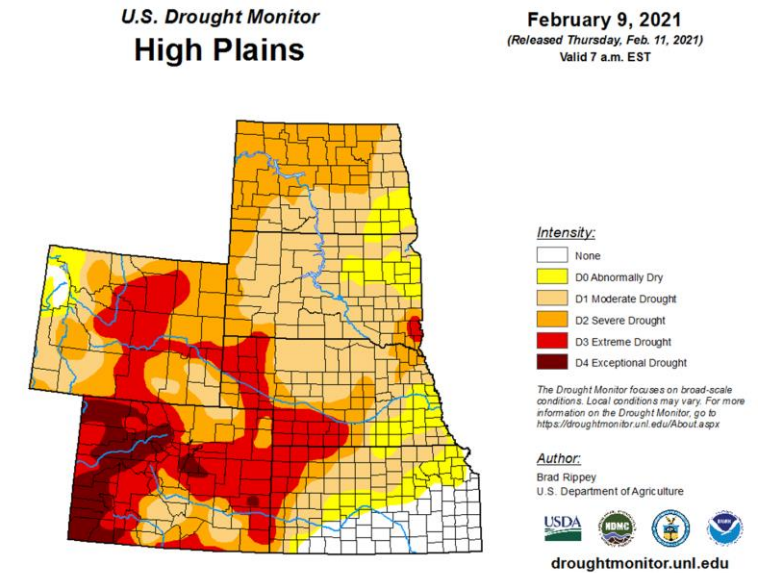 U.S. Drought Monitor
High Plains
February 9, 2021
(Released Thursday, Feb. 11, 2021)
Valid 7 a.m. EST
Intensity:
None
D0 Abnormally Dry
D1 Moderate Drought
D2 Severe Drought
D3 Extreme Drought
D4 Exceptional Drought
The Drought Monitor focuses on broad-scale
conditions. Local conditions may vary. For more
information on the Drought Monitor, go to
https://droughtmonitor.unl.edu/About.aspx
Author:
Brad Rippey
U.S. Department of Agriculture
USDA
NDMC
droughtmonitor.unl.edu